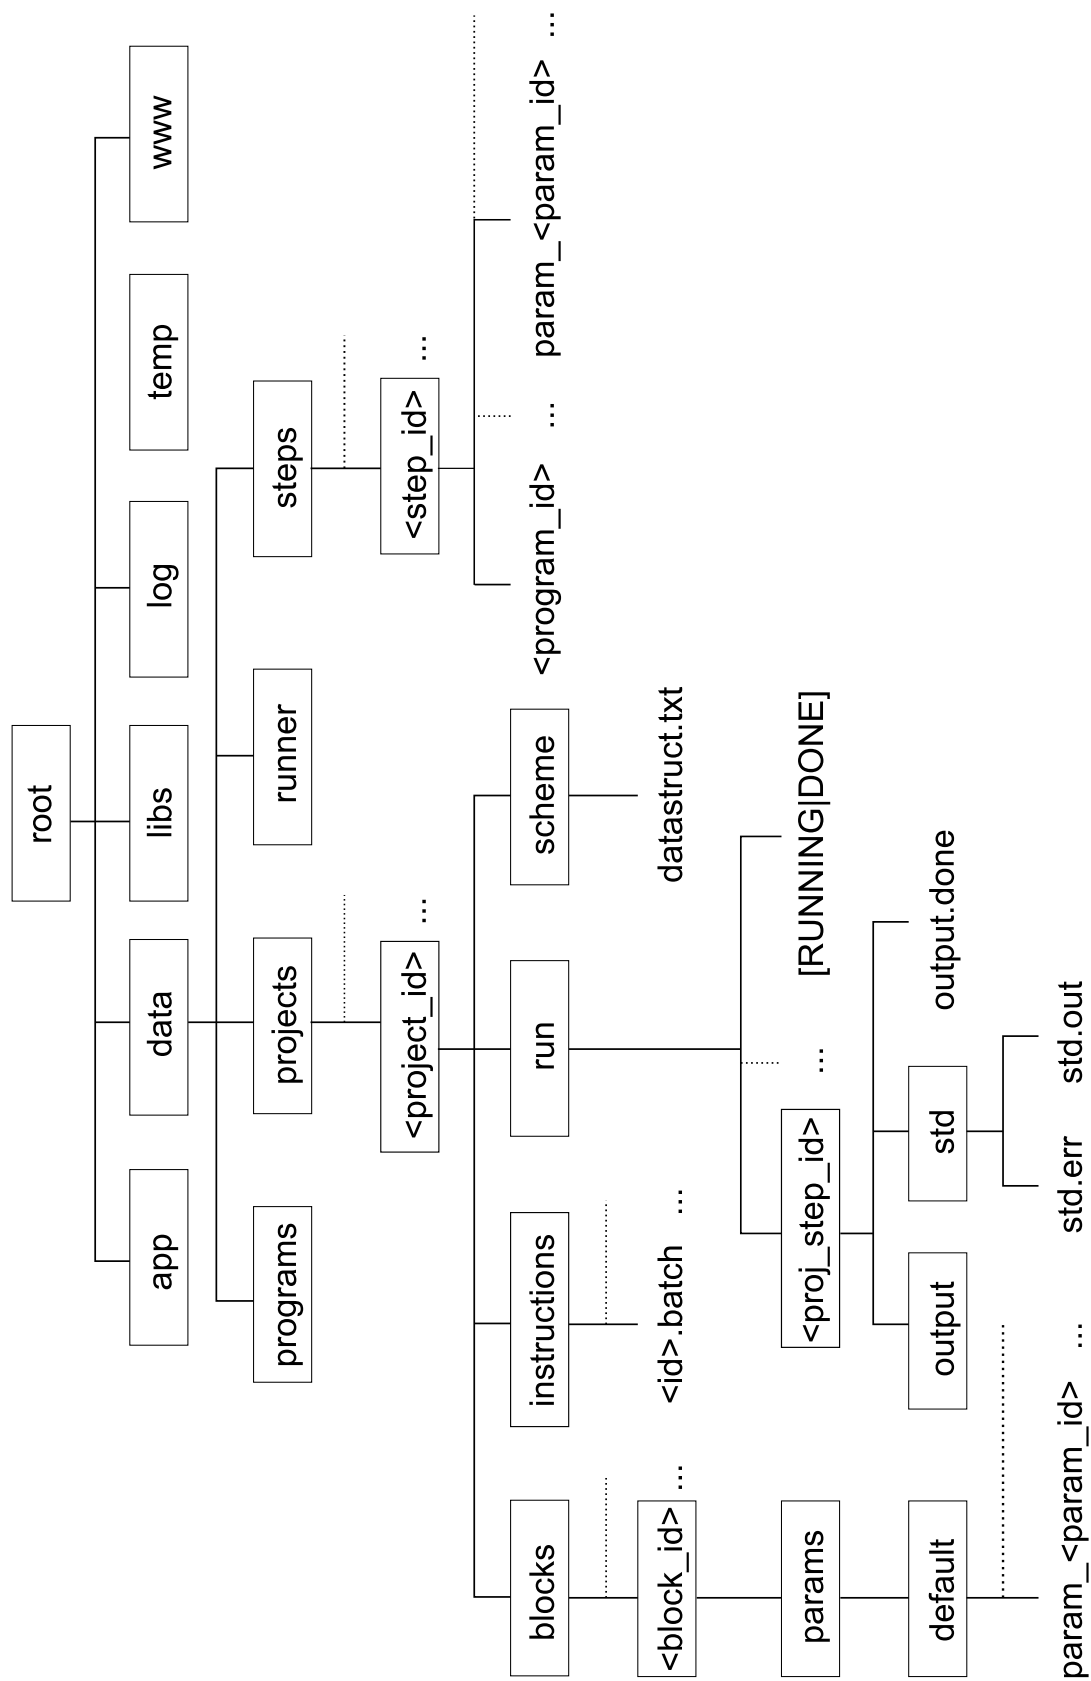 root
app
data
libs
log
temp
www
programs
projects
runner
steps
<project_id>
...
<step_id>
...
blocks
instructions
run
scheme
<program_id>
...
param_<param_id>
...
<block_id>
...
<id>.batch
...
datastruct.txt
params
<proj_step_id>
...
[RUNNING|DONE]
default
output
std
output.done
param_<param_id>
...
std.err
std.out